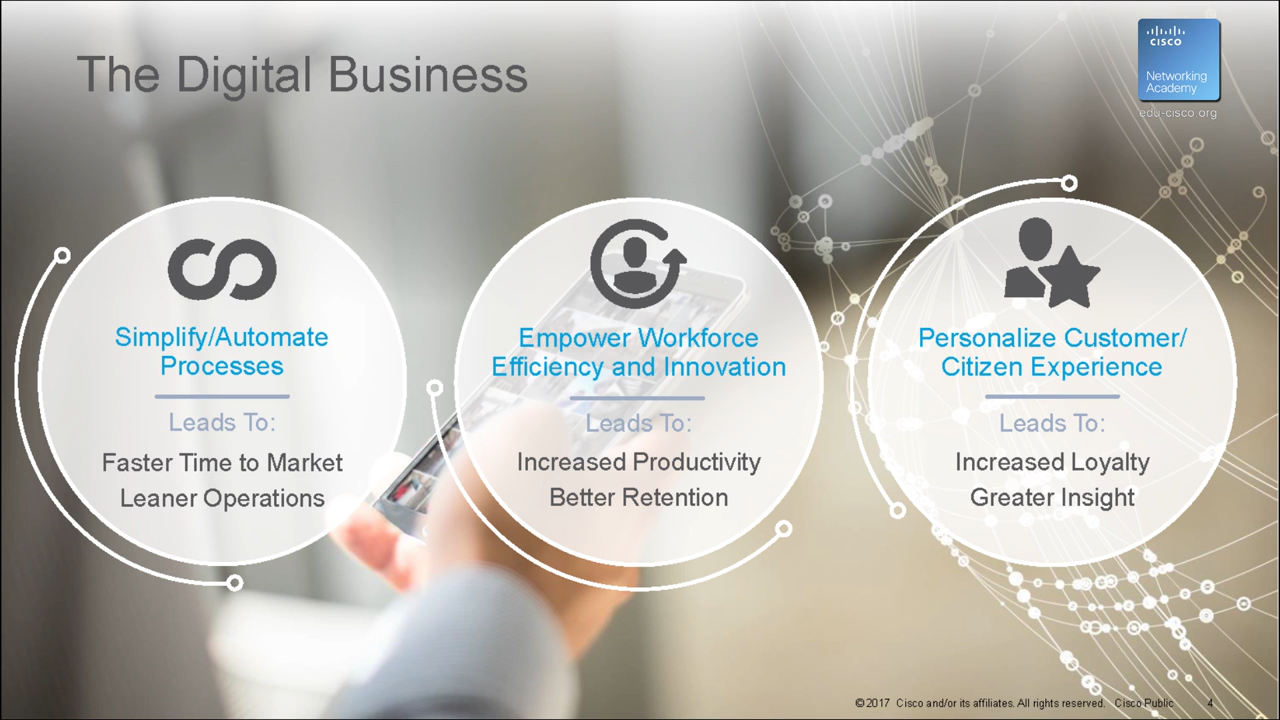 The Digital Business
CISCO
Networking
Academy
edu-cisco.org
Simplify/Automate
Processes
Leads To:
Faster Time to Market
Leaner Operations
Empower Workforce
Efficiency and Innovation
Leads To:
Increased Productivity
Better Retention
Personalize Customer/
Citizen Experience
Leads To:
Increased Loyalty
Greater Insight
©2017 Cisco and/or its affiliates. All rights reserved. Cisco Public 4